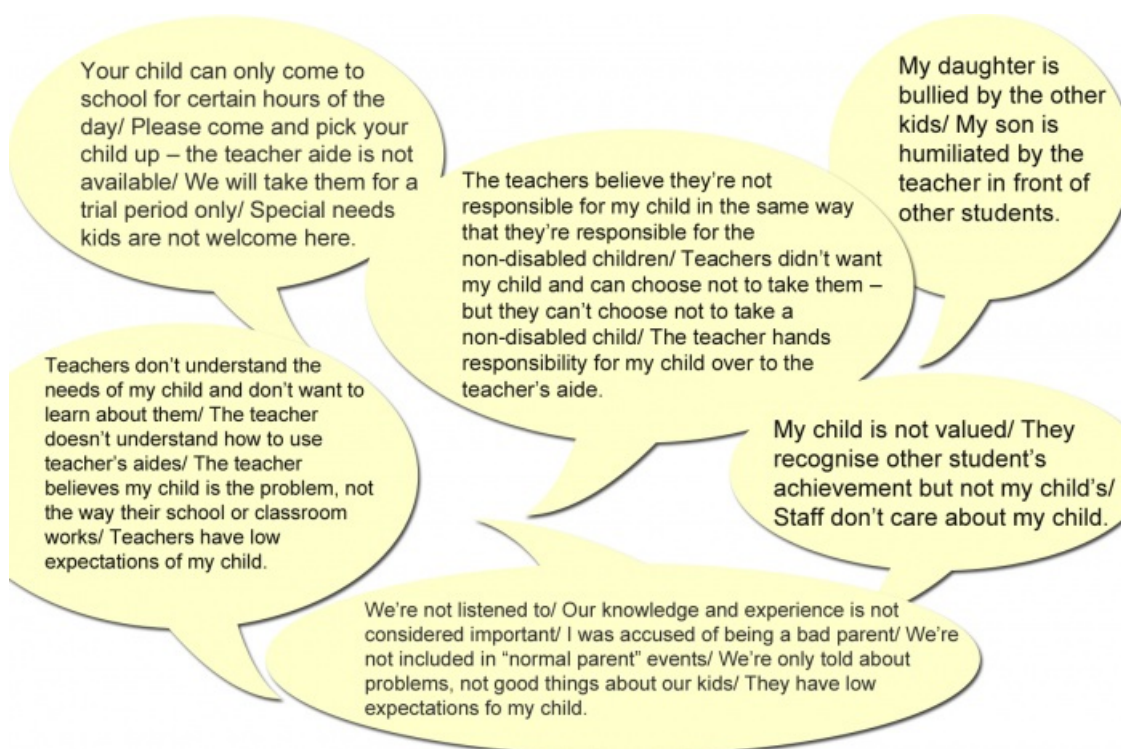 Your child can only come to
school for certain hours of the
day/ Please come and pick your
child up – the teacher aide is not
available/ We will take them for a
trial period only/ Special needs
kids are not welcome here.
The teachers believe they’re not
responsible for my child in the same way
that they’re responsible for the
non-disabled children/ Teachers didn’t want
my child and can choose not to take them –
but they can’t choose not to take a
non-disabled child/ The teacher hands
responsibility for my child over to the
teacher’s aide.
My daughter is
bullied by the other
kids/ My son is
humiliated by the
teacher in front of
other students.
Teachers don’t understand the
needs of my child and don’t want to
learn about them/ The teacher
doesn’t understand how to use
teacher’s aides/ The teacher
believes my child is the problem, not
the way their school or classroom
works/ Teachers have low
expectations of my child.
My child is not valued/ They
recognise other student’s
achievement but not my child’s/
Staff don’t care about my child.
We’re not listened to/ Our knowledge and experience is not
considered important/ I was accused of being a bad parent/ We’re
not included in “normal parent” events/ We’re only told about
problems, not good things about our kids/ They have low
expectations fo my child.